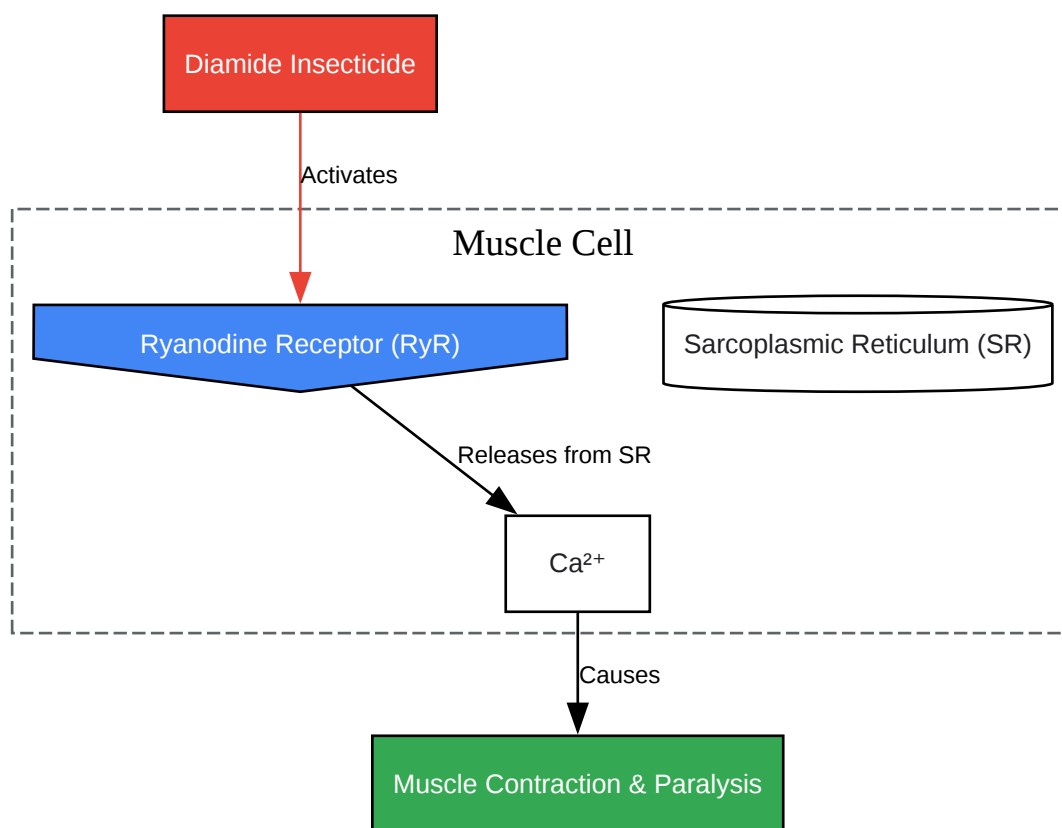 Diamide Insecticide
Activates
Muscle Cell
Ryanodine Receptor (RyR)
Sarcoplasmic Reticulum (SR)
Releases from SR
Ca²⁺
Causes
Muscle Contraction & Paralysis